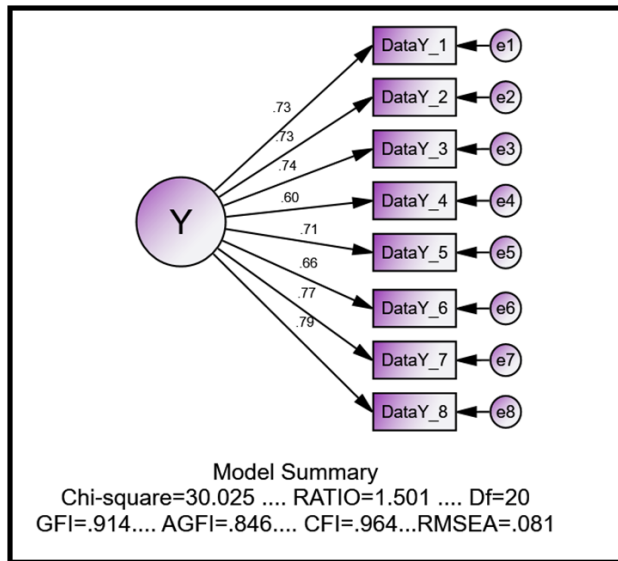 DataY_1 e1
.73
DataY_2 e2
.73
DataY_3 e3
.74
DataY_4 e4
.60
Y
DataY_5 e5
.71
DataY_6 e6
.66
DataY_7 e7
.77
DataY_8 e8
.79
Model Summary
Chi-square=30.025 .... RATIO=1.501 .... Df=20
GFI=.914.... AGFI=.846.... CFI=.964...RMSEA=.081